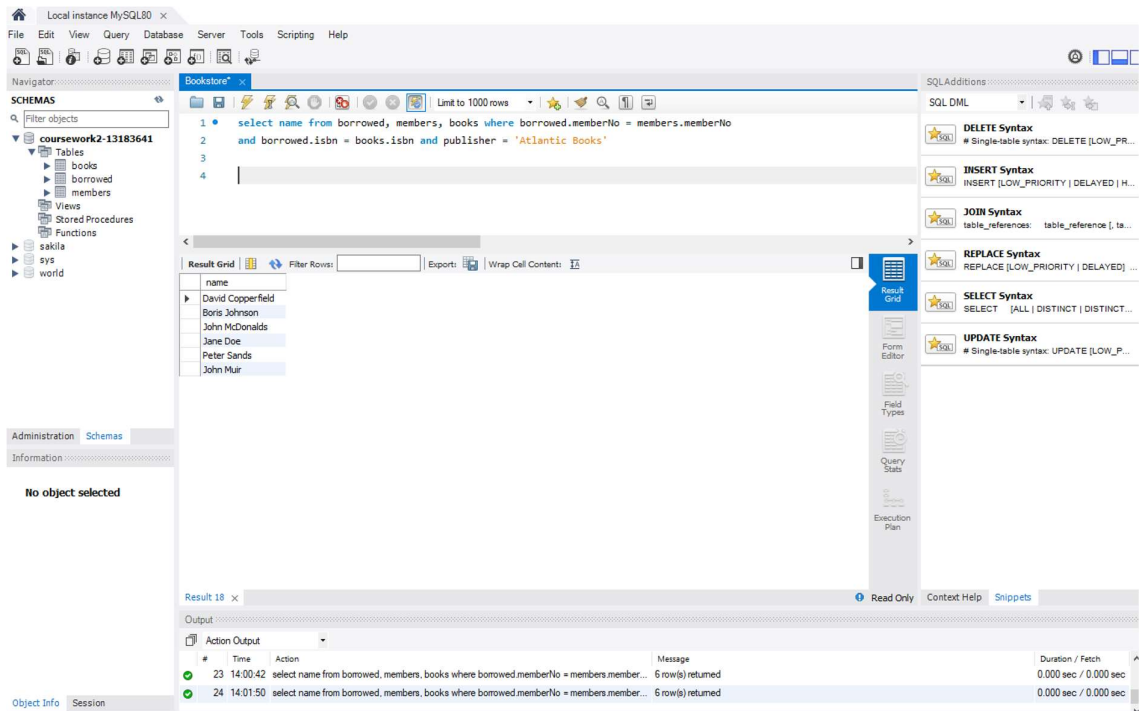 Local instance MySQL80
File Edit View Query Database Server Tools Scripting Help
Navigator
SCHEMAS
Filter objects
coursework2-13183641
Tables
books
borrowed
members
Views
Stored Procedures
Functions
sakila
sys
world
Administration Schemas
Information
No object selected
Object Info Session
Bookstore*
Limit to 1000 rows
1 select name from borrowed, members, books where borrowed.memberNo = members.memberNo
2 and borrowed.isbn = books.isbn and publisher = 'Atlantic Books'
3
4
Result Grid Filter Rows: Export: Wrap Cell Content:
name
David Copperfield
Boris Johnson
John McDonalds
Jane Doe
Peter Sands
John Muir
Result Grid
Form Editor
Field Types
Query Stats
Execution Plan
Result 18 Read Only
Output
Action Output
# Time Action Message Duration / Fetch
23 14:00:42 select name from borrowed, members, books where borrowed.memberNo = members.member... 6 row(s) returned 0.000 sec / 0.000 sec
24 14:01:50 select name from borrowed, members, books where borrowed.memberNo = members.member... 6 row(s) returned 0.000 sec / 0.000 sec
SQLAdditions
SQL DML
DELETE Syntax
# Single-table syntax: DELETE [LOW_PR...
INSERT Syntax
INSERT [LOW_PRIORITY | DELAYED | H...
JOIN Syntax
table_references: table_reference [, ta...
REPLACE Syntax
REPLACE [LOW_PRIORITY | DELAYED] ...
SELECT Syntax
SELECT [ALL | DISTINCT | DISTINCT...
UPDATE Syntax
# Single-table syntax: UPDATE [LOW_P...
Context Help Snippets